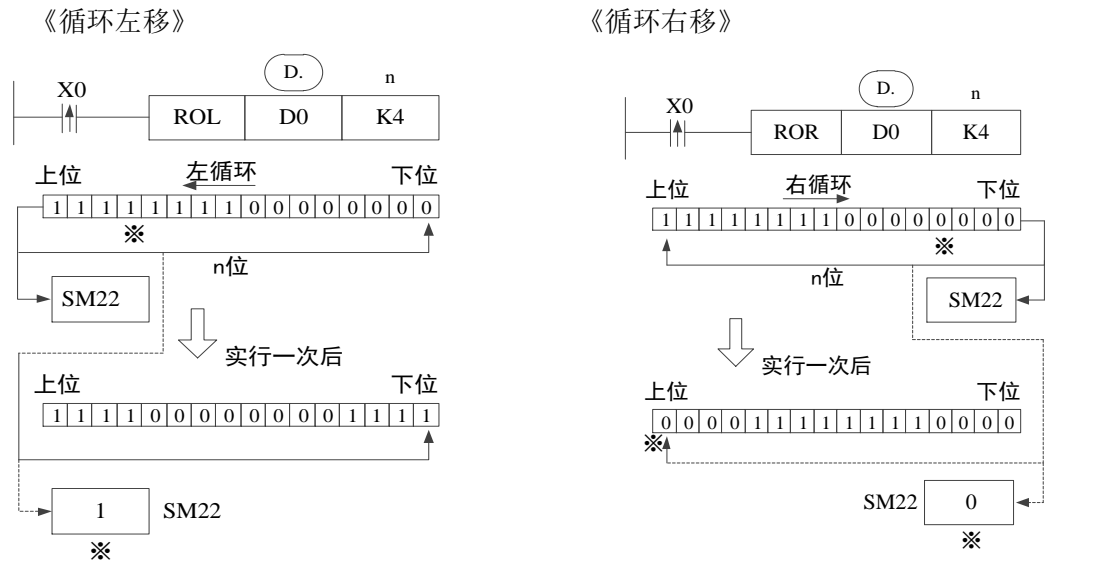 《循环左移》
D.
n
X0
ROL D0 K4
上位 左循环 下位
1 1 1 1 1 1 1 1 0 0 0 0 0 0 0 0
※
n位
SM22
实行一次后
上位 下位
1 1 1 1 0 0 0 0 0 0 0 0 1 1 1 1
1 SM22
※
《循环右移》
D.
n
X0
ROR D0 K4
上位 右循环 下位
1 1 1 1 1 1 1 1 0 0 0 0 0 0 0 0
※
n位
SM22
实行一次后
上位 下位
0 0 0 0 1 1 1 1 1 1 1 1 0 0 0 0
※
SM22 0
※